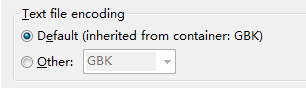 Text file encoding
Default (inherited from container: GBK)
Other: GBK